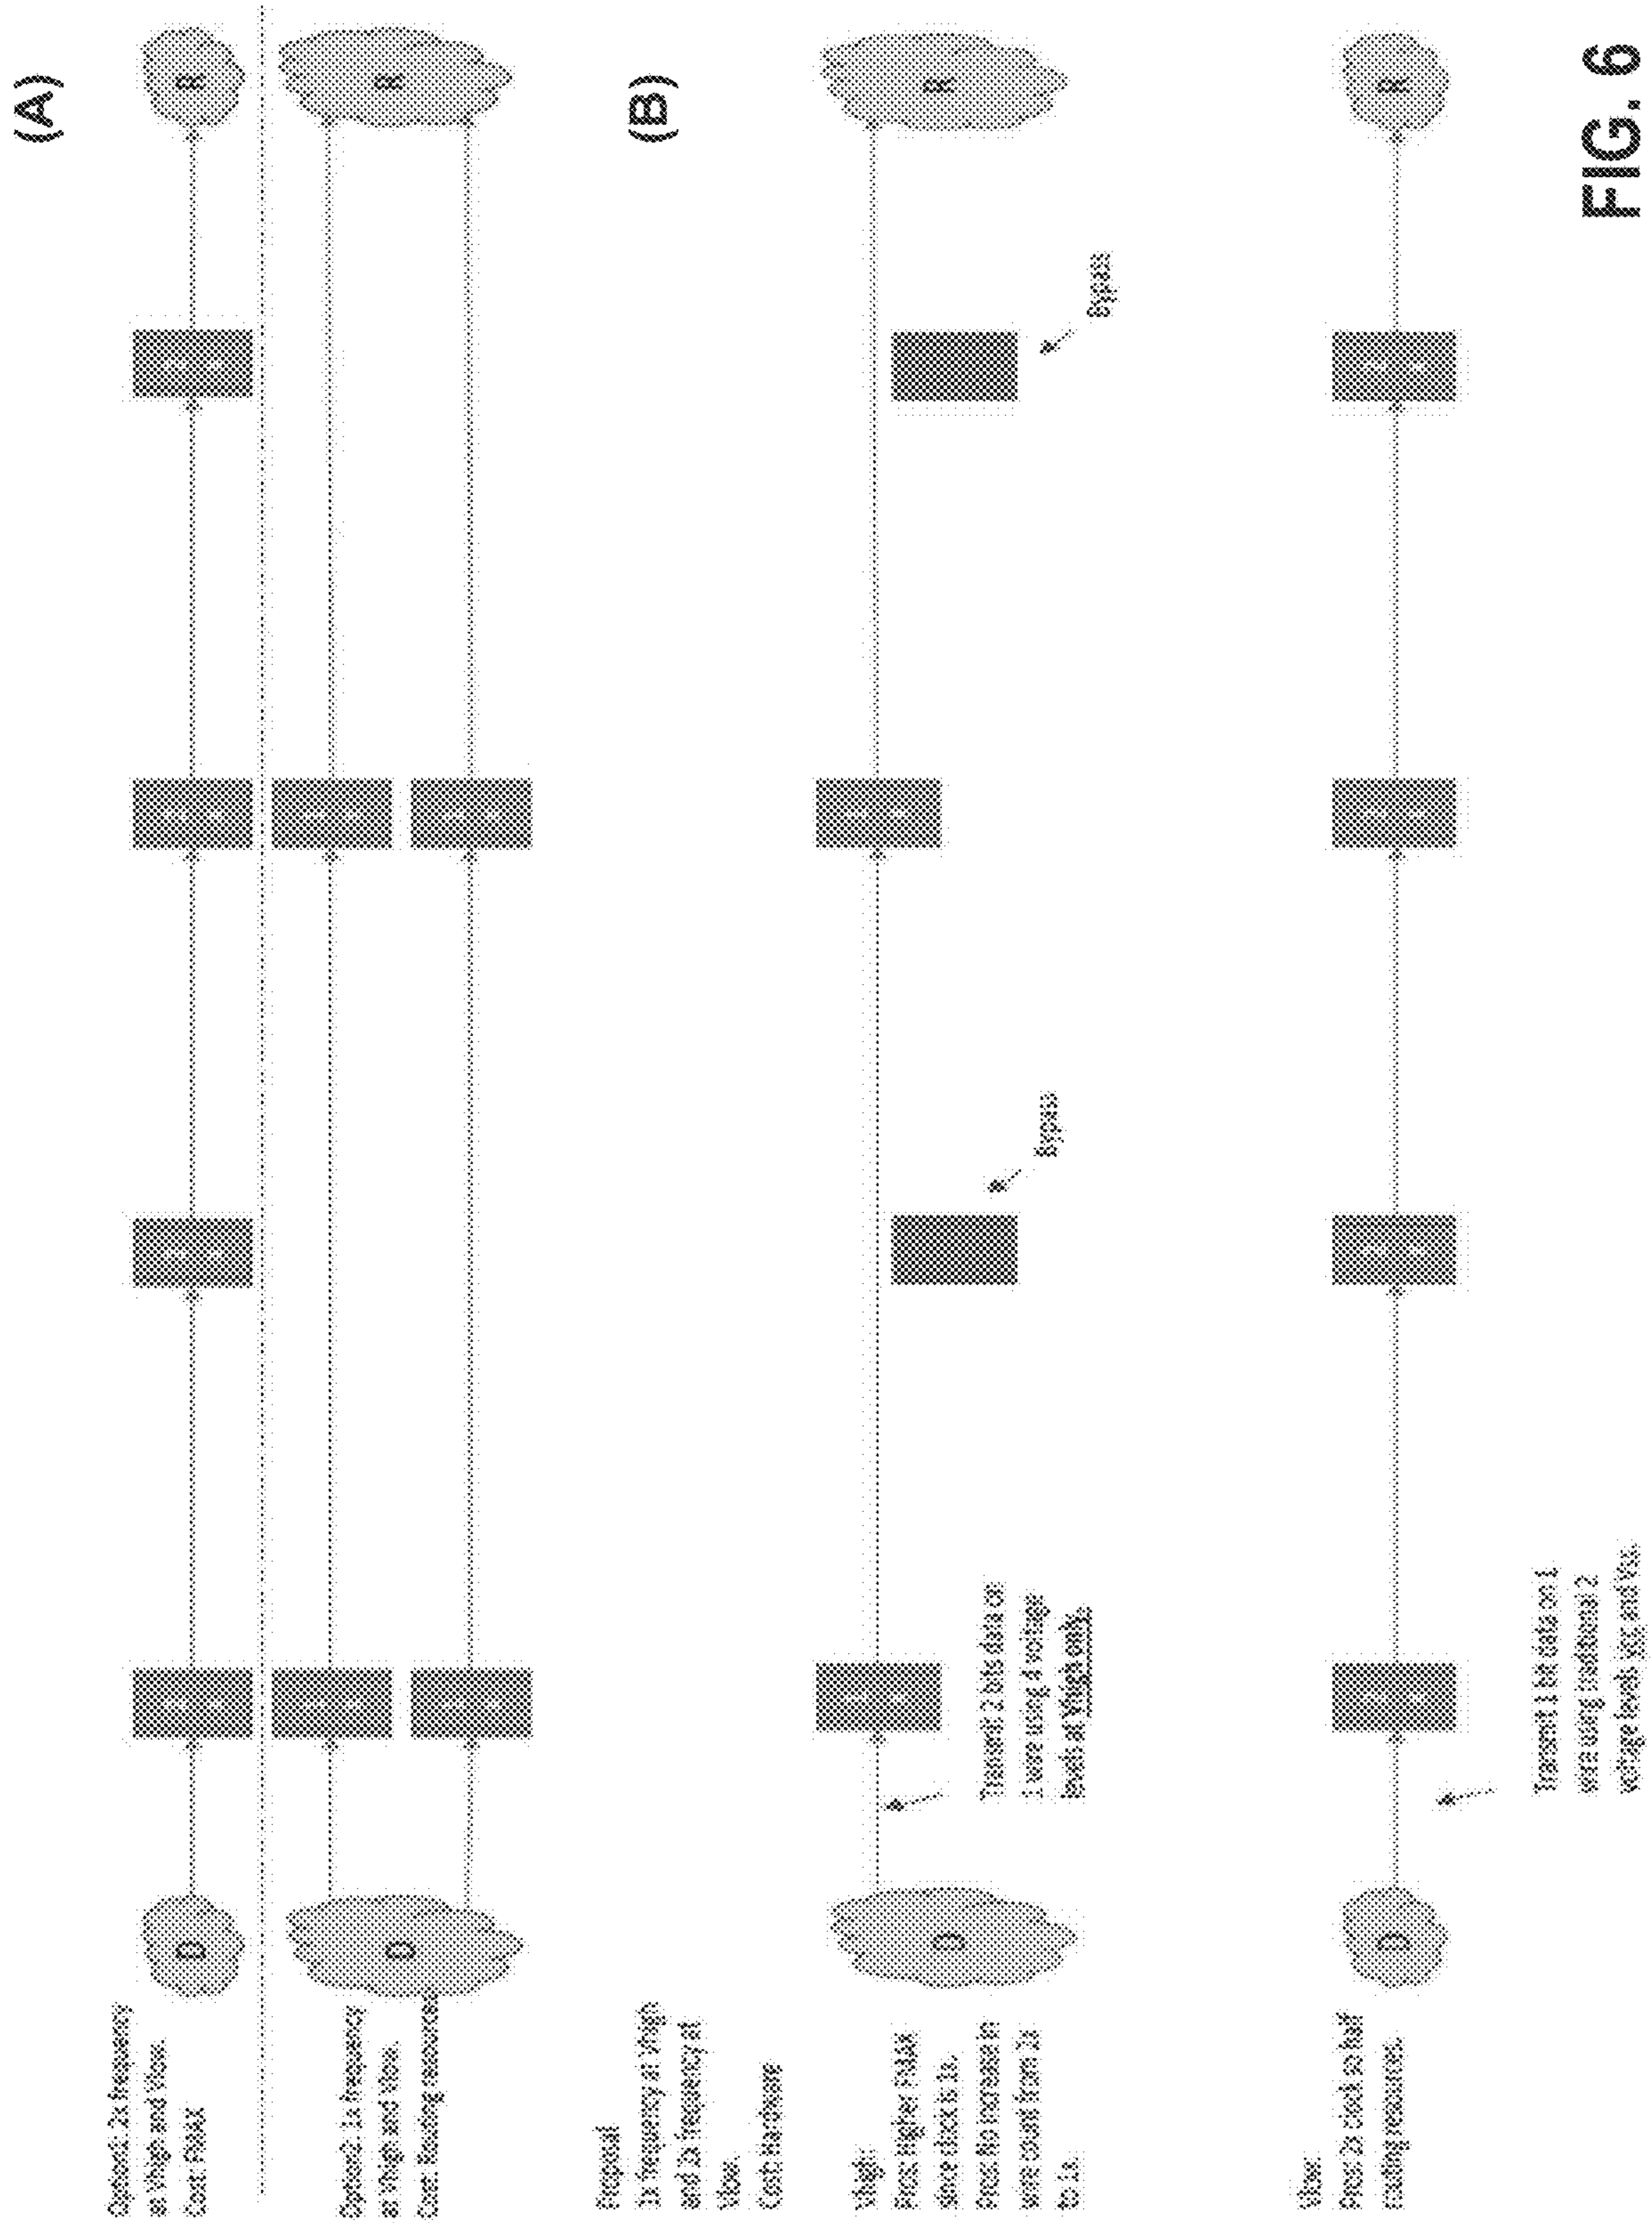 (A)
Option1: 2x frequency
at Vhigh and Vlow.
Cost: FMAX
D
R
Option2: 1x frequency
at Vhigh and Vlow.
Cost: Routing resources
D
R
(B)
Proposal
1x frequency at Vhigh
and 2x frequency at
Vlow.
Cost: Hardware
Vhigh:
Pros: Higher FMAX
since clock is 1x.
Pros: No increase in
wire count from 2x
to 1x.
D
Transmit 2 bits data on
1 wire using 4 voltage
levels at Vhigh only.
Bypass
Bypass
R
Vlow:
Pros: 2x clock so half
routing resources.
D
Transmit 1 bit data on 1
wire using traditional 2
voltage levels Vcc and Vss.
R
FIG. 6